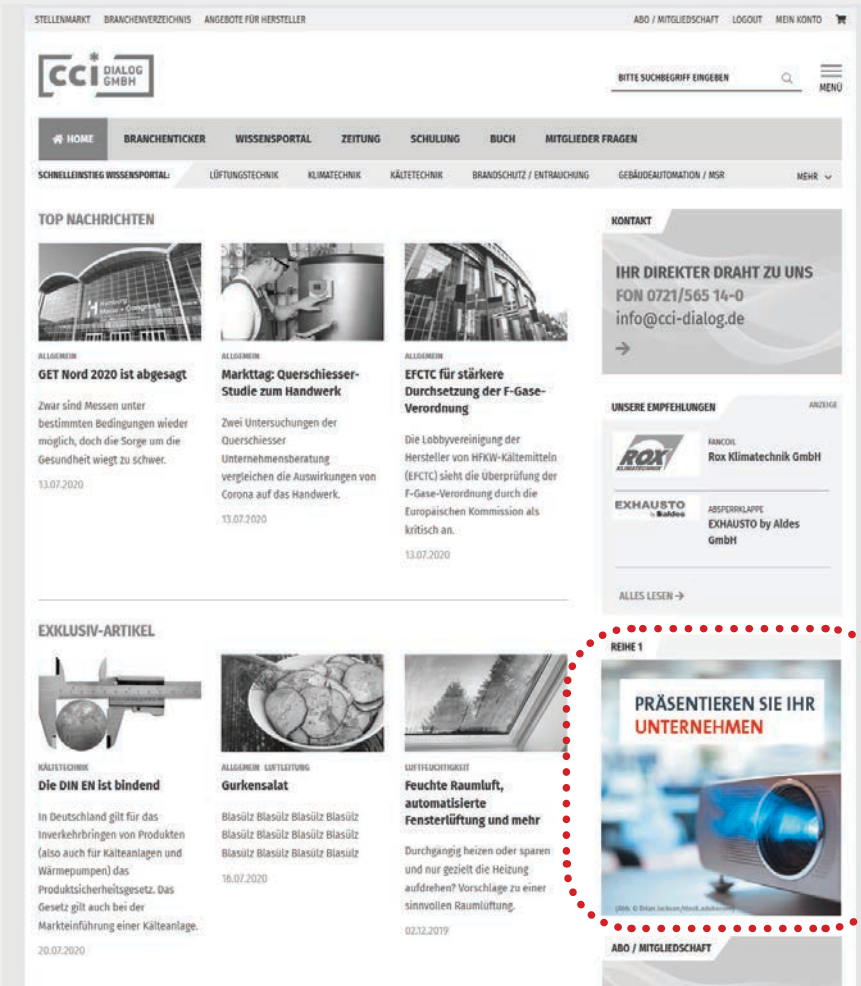 STELLENMARKT BRANCHENVERZEICHNIS ANGEBOTE FÜR HERSTELLER
ABO / MITGLIEDSCHAFT LOGOUT MEIN KONTO
CCI DIALOG GMBH
BITTE SUCHBEGRIFF EINGEBEN
MENÜ
HOME BRANCHENTICKER WISSENSPORTAL ZEITUNG SCHULUNG BUCH MITGLIEDER FRAGEN
SCHNELLEINSTIEG WISSENSPORTAL: LÜFTUNGSTECHNIK KLIMATECHNIK KÄLTETECHNIK BRANDSCHUTZ / ENTRAUCHUNG GEBÄUDEAUTOMATION / MSR MEHR
TOP NACHRICHTEN
Hamburg
Messe + Congress
ALLGEMEIN
GET Nord 2020 ist abgesagt
Zwar sind Messen unter
bestimmten Bedingungen wieder
möglich, doch die Sorge um die
Gesundheit wiegt zu schwer.
13.07.2020
ALLGEMEIN
Markttag: Querschiesser-
Studie zum Handwerk
Zwei Untersuchungen der
Querschiesser
Unternehmensberatung
vergleichen die Auswirkungen von
Corona auf das Handwerk.
13.07.2020
ALLGEMEIN
EFCTC für stärkere
Durchsetzung der F-Gase-
Verordnung
Die Lobbyvereinigung der
Hersteller von HFKW-Kältemitteln
(EFCTC) sieht die Überprüfung der
F-Gase-Verordnung durch die
Europäischen Kommission als
kritisch an.
13.07.2020
KONTAKT
IHR DIREKTER DRAHT ZU UNS
FON 0721/565 14-0
info@cci-dialog.de
UNSERE EMPFEHLUNGEN
ANZEIGE
ROX
KLIMATECHNIK
FANCOIL
Rox Klimatechnik GmbH
EXHAUSTO
by aldes
ABSPERRKLAPPE
EXHAUSTO by Aldes
GmbH
ALLES LESEN
EXKLUSIV-ARTIKEL
KÄLTETECHNIK
Die DIN EN ist bindend
In Deutschland gilt für das
Inverkehrbringen von Produkten
(also auch für Kälteanlagen und
Wärmepumpen) das
Produktsicherheitsgesetz. Das
Gesetz gilt auch bei der
Markteinführung einer Kälteanlage.
20.07.2020
ALLGEMEIN LUFTLEITUNG
Gurkensalat
Blasülz Blasülz Blasülz Blasülz
Blasülz Blasülz Blasülz Blasülz
Blasülz Blasülz Blasülz Blasülz
16.07.2020
LUFTFEUCHTIGKEIT
Feuchte Raumluft,
automatisierte
Fensterlüftung und mehr
Durchgängig heizen oder sparen
und nur gezielt die Heizung
aufdrehen? Vorschläge zu einer
sinnvollen Raumlüftung.
02.12.2019
REIHE 1
PRÄSENTIEREN SIE IHR
UNTERNEHMEN
(Abb. © Brian Jackson/stock.adobe.com)
ABO / MITGLIEDSCHAFT